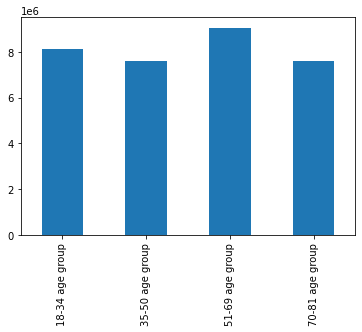 1e6
8
6
4
2
0
18-34 age group
35-50 age group
51-69 age group
70-81 age group